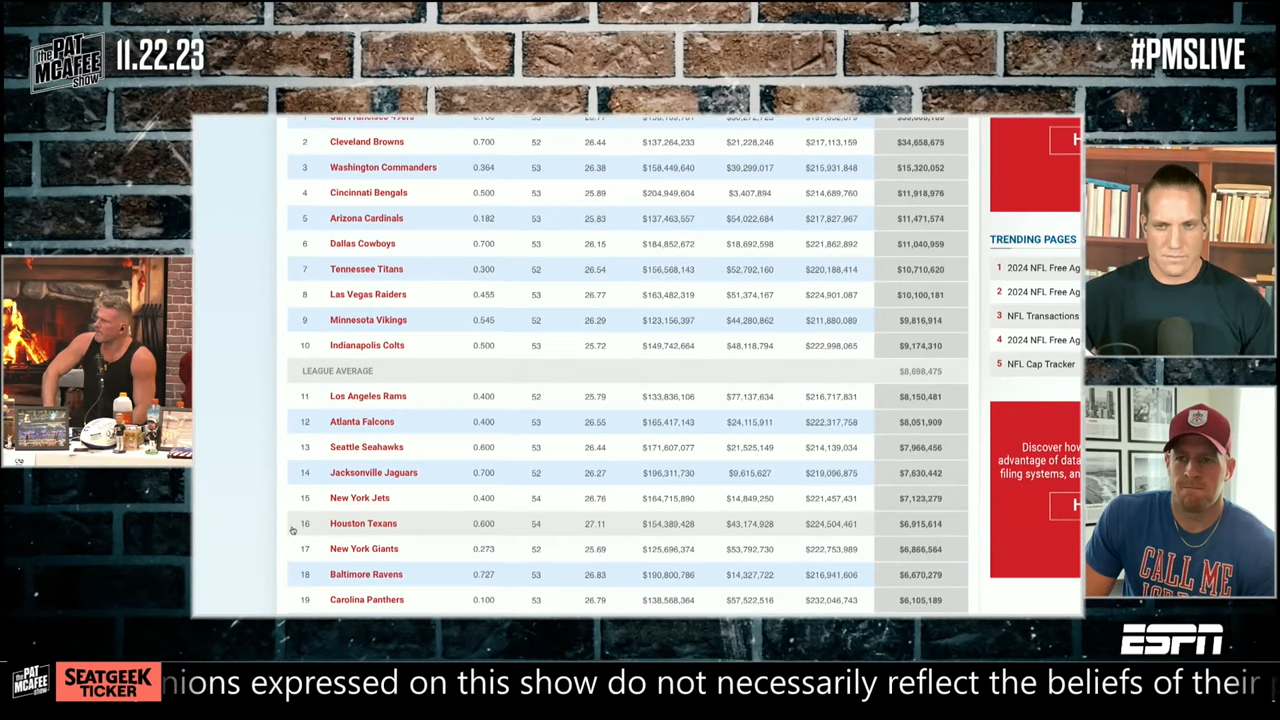 the PAT MCAFEE show
11.22.23
#PMSLIVE
2 Cleveland Browns 0.700 52 26.44 $137,264,233 $21,228,246 $217,113,159 $34,658,675
3 Washington Commanders 0.364 53 26.38 $158,449,640 $39,299,017 $215,931,848 $15,320,052
4 Cincinnati Bengals 0.500 53 25.89 $204,949,604 $3,407,894 $214,689,760 $11,918,976
5 Arizona Cardinals 0.182 53 25.83 $137,463,557 $54,022,684 $217,827,967 $11,471,574
6 Dallas Cowboys 0.700 53 26.15 $184,852,672 $18,692,598 $221,862,892 $11,040,959
7 Tennessee Titans 0.300 52 26.54 $156,568,143 $52,792,160 $220,188,414 $10,710,620
8 Las Vegas Raiders 0.455 53 26.77 $163,482,319 $51,374,167 $224,901,087 $10,100,181
9 Minnesota Vikings 0.545 52 26.29 $123,156,397 $44,280,862 $211,880,089 $9,816,914
10 Indianapolis Colts 0.500 53 25.72 $149,742,664 $48,118,794 $222,998,065 $9,174,310
LEAGUE AVERAGE $8,698,475
11 Los Angeles Rams 0.400 52 25.79 $133,836,106 $77,137,634 $216,717,831 $8,150,481
12 Atlanta Falcons 0.400 53 26.55 $165,417,143 $24,115,911 $222,317,758 $8,051,909
13 Seattle Seahawks 0.600 53 26.44 $171,607,077 $21,525,149 $214,139,034 $7,966,456
14 Jacksonville Jaguars 0.700 52 26.27 $196,311,730 $9,615,627 $219,096,875 $7,630,442
15 New York Jets 0.400 54 26.76 $164,715,890 $14,849,250 $221,457,431 $7,123,279
16 Houston Texans 0.600 54 27.11 $154,389,428 $43,174,928 $224,504,461 $6,915,614
17 New York Giants 0.273 52 25.69 $125,696,374 $53,792,730 $222,753,989 $6,866,564
18 Baltimore Ravens 0.727 53 26.83 $190,800,786 $14,327,722 $216,941,606 $6,670,279
19 Carolina Panthers 0.100 53 26.79 $138,568,364 $57,522,516 $232,046,743 $6,105,189
H
TRENDING PAGES
1 2024 NFL Free Ag
2 2024 NFL Free Ag
3 NFL Transactions
4 2024 NFL Free Ag
5 NFL Cap Tracker
Discover how
advantage of data
filing systems, an
H
CALL ME
ESPN
the PAT MCAFEE show
SEATGEEK
TICKER
nions expressed on this show do not necessarily reflect the beliefs of their